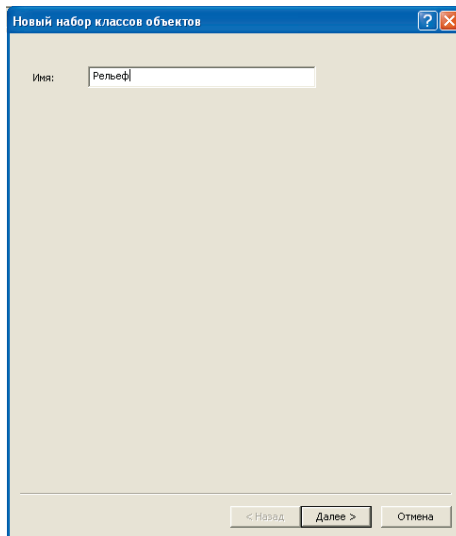 Новый набор классов объектов
Имя: Рельеф
< Назад Далее > Отмена